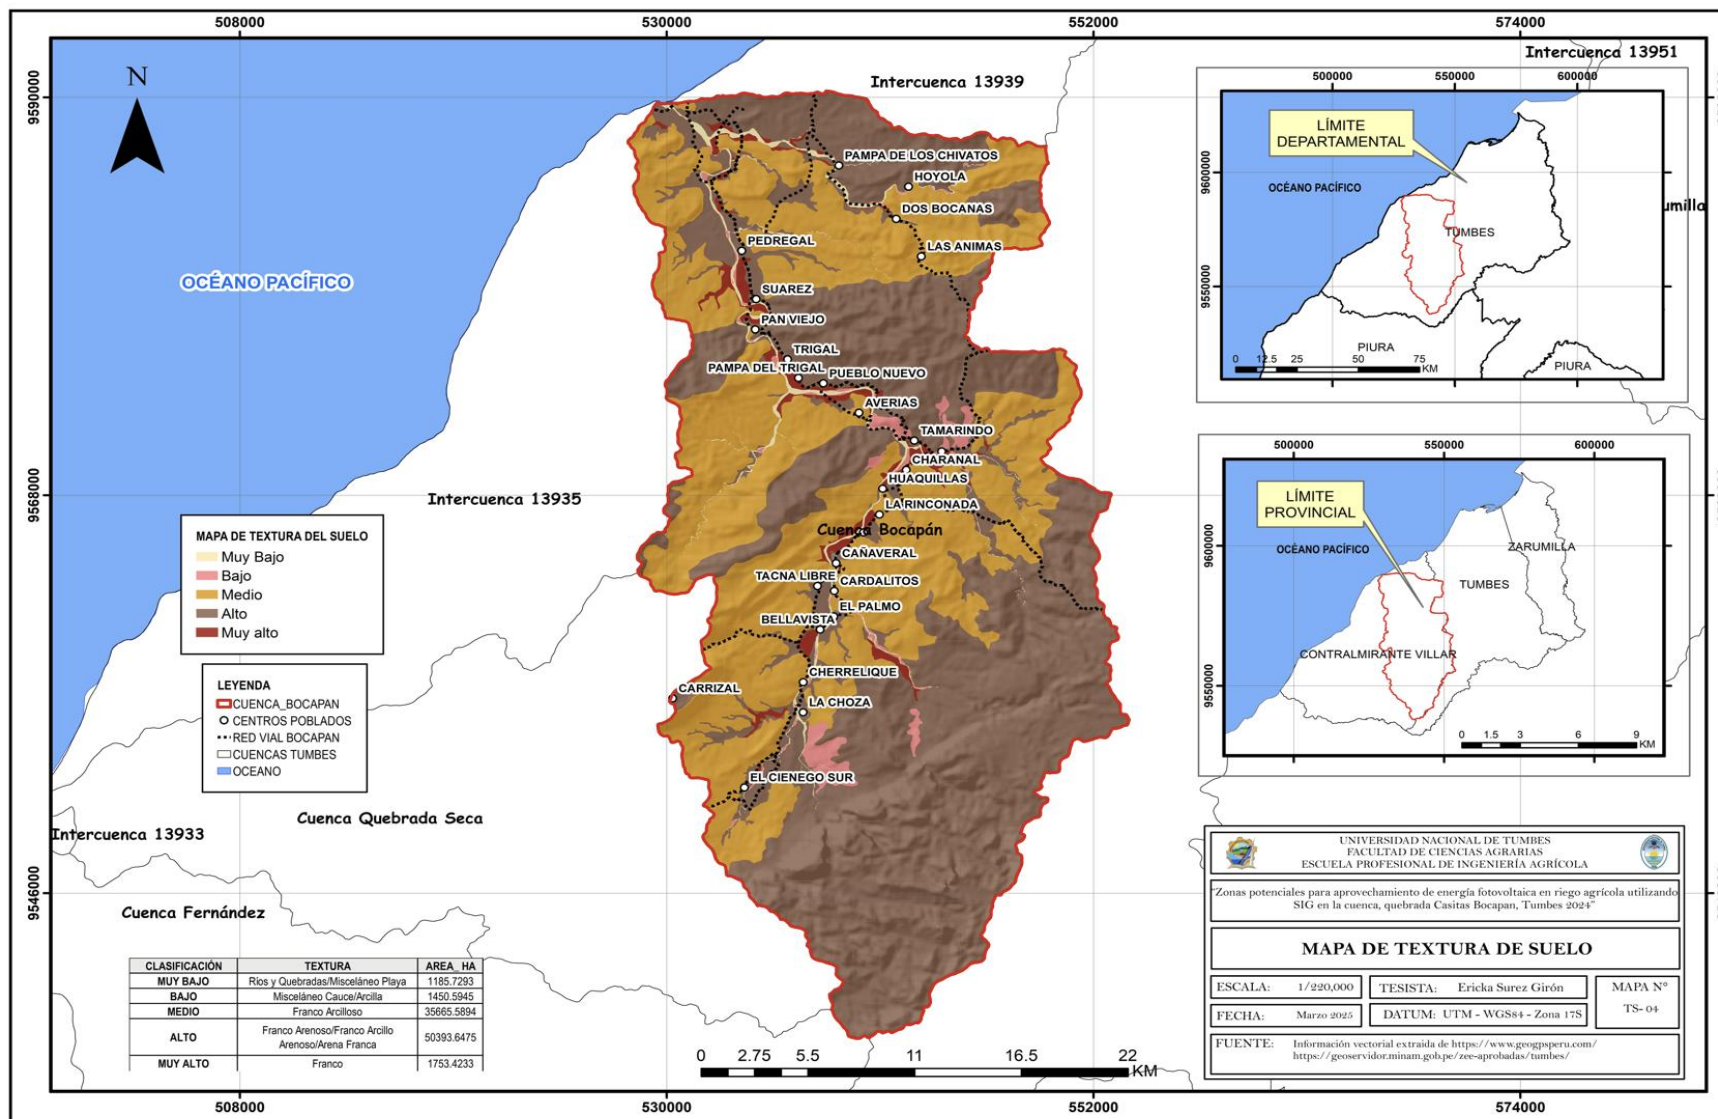 508000
530000
552000
574000
9590000
9568000
9546000
N
Intercuenca 13939
Intercuenca 13951
OCÉANO PACÍFICO
Intercuenca 13935
Intercuenca 13933
Cuenca Quebrada Seca
Cuenca Fernández
Cuenca Bocapán
umilla
PAMPA DE LOS CHIVATOS
HOYOLA
DOS BOCANAS
LAS ANIMAS
PEDREGAL
SUAREZ
PAN VIEJO
TRIGAL
PAMPA DEL TRIGAL
PUEBLO NUEVO
AVERIAS
TAMARINDO
CHARANAL
HUAQUILLAS
LA RINCONADA
CAÑAVERAL
TACNA LIBRE
CARDALITOS
EL PALMO
BELLAVISTA
CHERRELIQUE
CARRIZAL
LA CHOZA
EL CIENEGO SUR
MAPA DE TEXTURA DEL SUELO
Muy Bajo
Bajo
Medio
Alto
Muy alto
LEYENDA
CUENCA_BOCAPAN
CENTROS POBLADOS
RED VIAL BOCAPAN
CUENCAS TUMBES
OCEANO
CLASIFICACIÓN TEXTURA AREA_ HA
MUY BAJO Ríos y Quebradas/Misceláneo Playa 1185.7293
BAJO Misceláneo Cauce/Arcilla 1450.5945
MEDIO Franco Arcilloso 35665.5894
ALTO Franco Arenoso/Franco Arcillo
Arenoso/Arena Franca 50393.6475
MUY ALTO Franco 1753.4233
0 2.75 5.5 11 16.5 22
KM
508000
530000
552000
574000
500000 550000 600000
9600000
9550000
LÍMITE
DEPARTAMENTAL
OCÉANO PACÍFICO
TUMBES
PIURA
PIURA
0 12.5 25 50 75
KM
500000 550000 600000
9600000
9550000
LÍMITE
PROVINCIAL
OCÉANO PACÍFICO
ZARUMILLA
TUMBES
CONTRALMIRANTE VILLAR
0 1.5 3 6 9
KM
UNIVERSIDAD NACIONAL DE TUMBES
FACULTAD DE CIENCIAS AGRARIAS
ESCUELA PROFESIONAL DE INGENIERÍA AGRÍCOLA
"Zonas potenciales para aprovechamiento de energía fotovoltaica en riego agrícola utilizando
SIG en la cuenca, quebrada Casitas Bocapan, Tumbes 2024"
MAPA DE TEXTURA DE SUELO
ESCALA: 1/220,000
TESISTA: Ericka Surez Girón
MAPA N°
TS- 04
FECHA: Marzo 2025
DATUM: UTM - WGS84 - Zona 17S
FUENTE: Información vectorial extraida de https://www.geogpsperu.com/
https://geoservidor.minam.gob.pe/zee-aprobadas/tumbes/